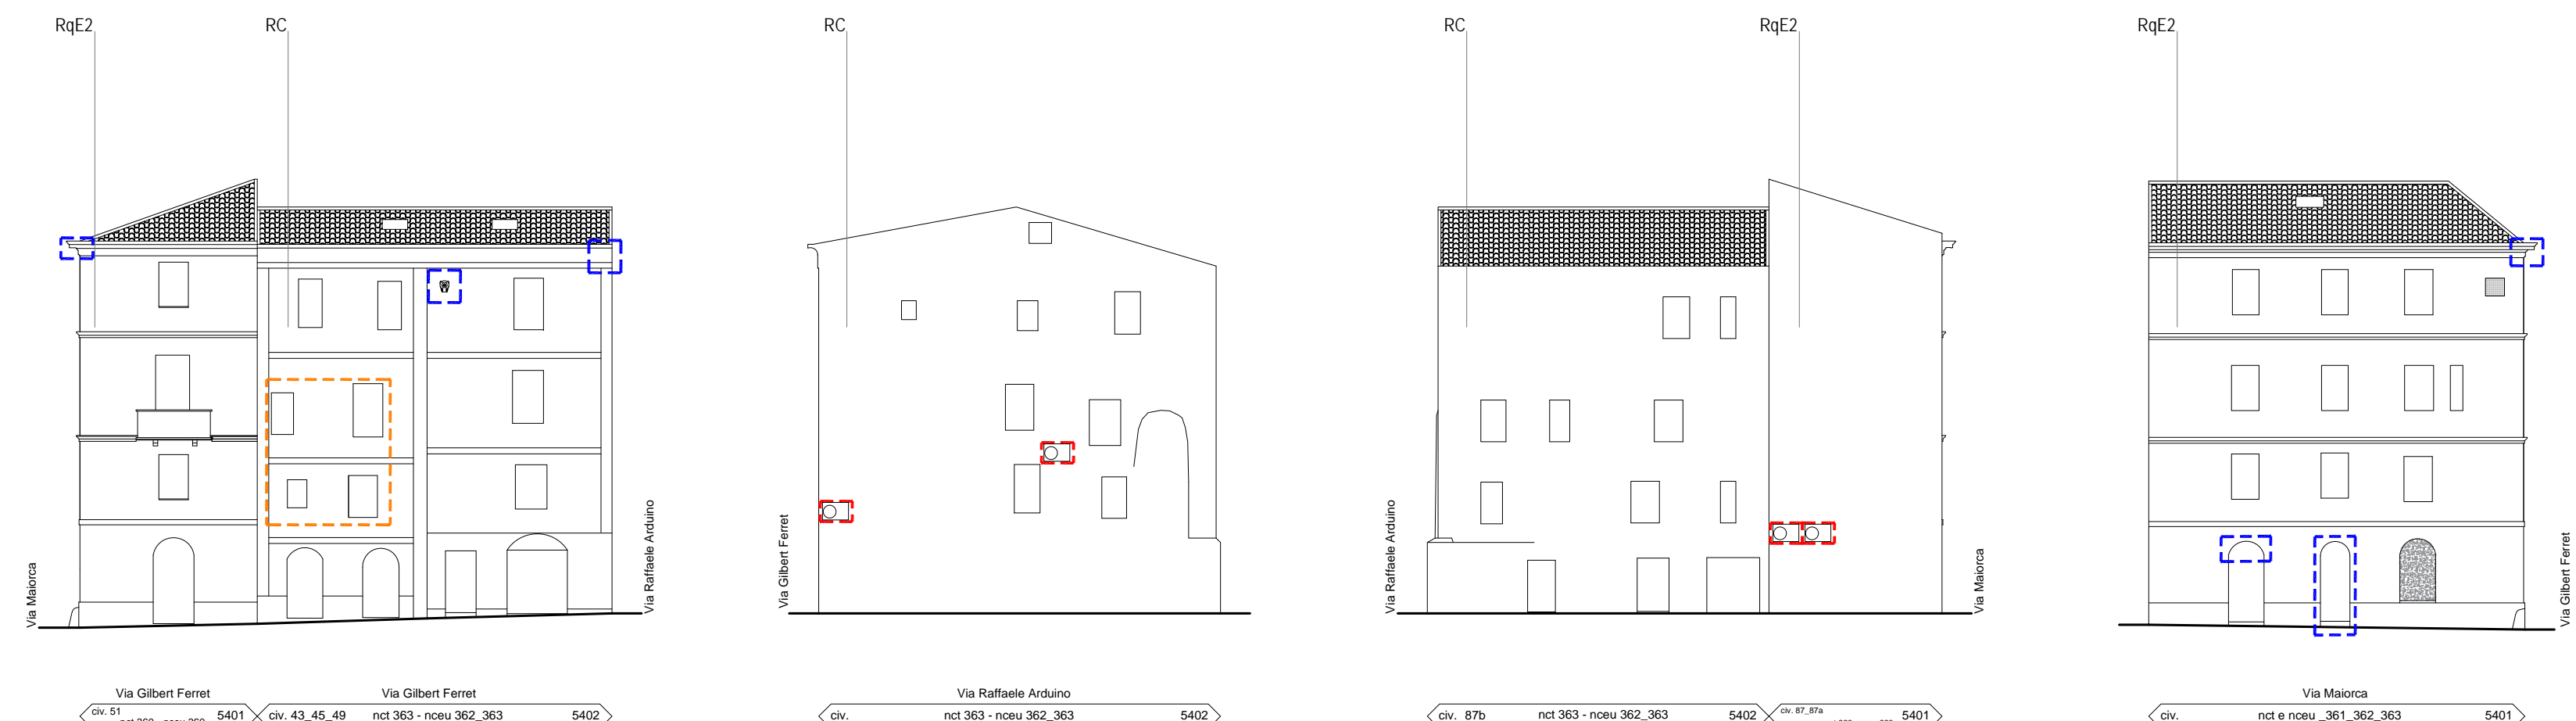 RqE2
RC
RC
RC
RqE2
RqE2
Via Maiorca
Via Raffaele Arduino
Via Gilbert Ferret
Via Raffaele Arduino
Via Maiorca
Via Gilbert Ferret
Via Gilbert Ferret
Via Gilbert Ferret
Via Raffaele Arduino
Via Maiorca
civ. 51
5401
civ. 43_45_49
nct 363 - nceu 362_363
5402
civ.
nct 363 - nceu 362_363
5402
civ. 87b
nct 363 - nceu 362_363
5402
civ. 87_87a
5401
civ.
nct e nceu _361_362_363
5401